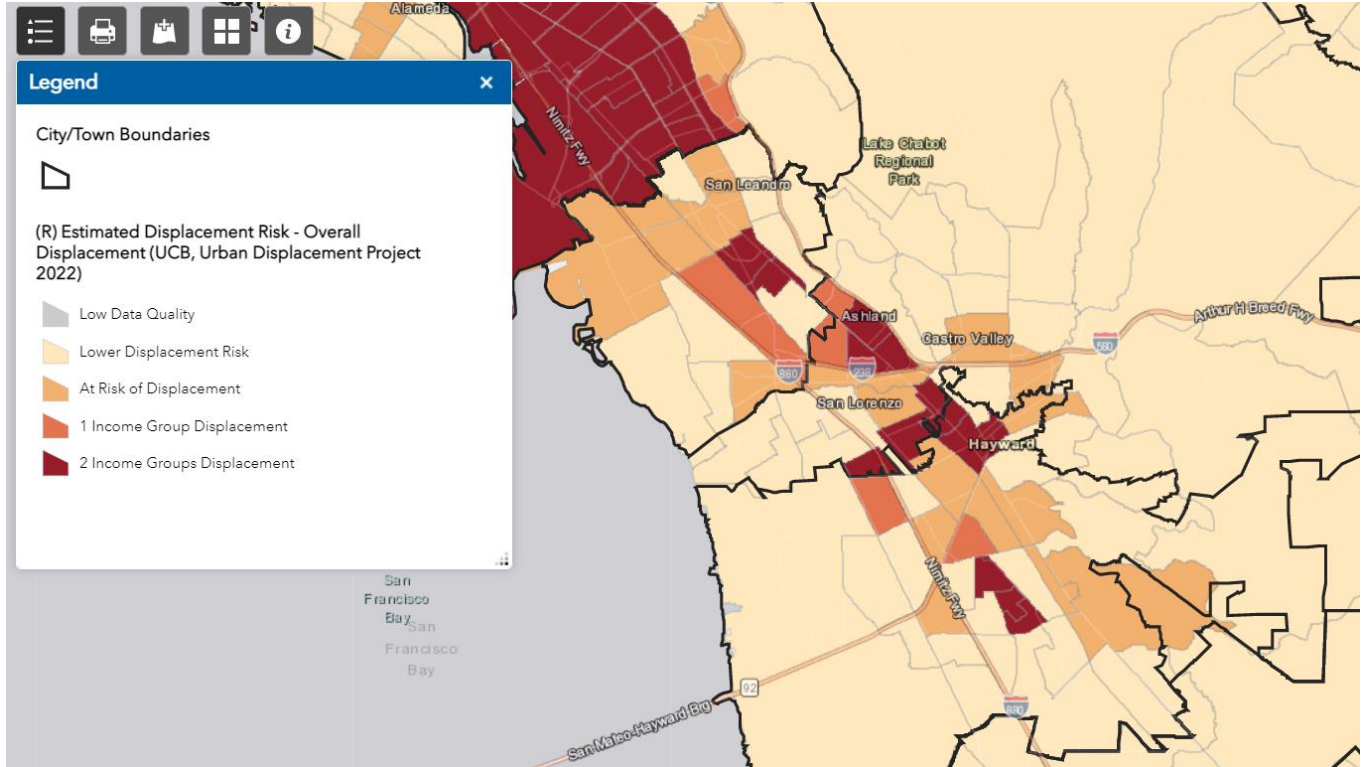 Legend
×
City/Town Boundaries
(R) Estimated Displacement Risk - Overall
Displacement (UCB, Urban Displacement Project
2022)
Low Data Quality
Lower Displacement Risk
At Risk of Displacement
1 Income Group Displacement
2 Income Groups Displacement
Alameda
Nimitz Fwy
Lake Chabot
Regional
Park
San Leandro
Ashland
Arthur H Breed Fwy
Castro Valley
580
880
238
San Lorenzo
Hayward
Nimitz Fwy
San
Francisco
Bay
San
Francisco
Bay
92
880
San Mateo-Hayward Brg